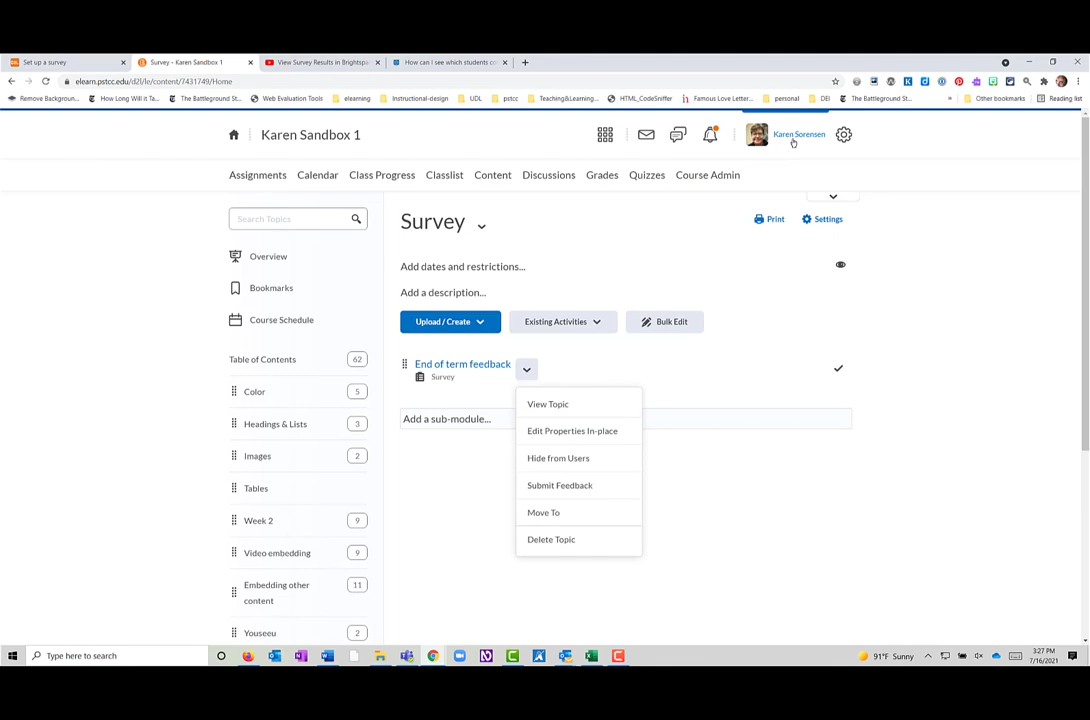 Set up a survey
Survey - Karen Sandbox 1
View Survey Results in Brightspa
How can I see which students co
elearn.pstcc.edu/d2l/le/content/7431749/Home
Remove Backgroun...
How Long Will it Ta...
The Battleground St...
Web Evaluation Tools
elearning
Instructional-design
UDL
pstcc
Teaching&Learning...
HTML_CodeSniffer
Famous Love Letter...
personal
DEI
The Battleground St...
Other bookmarks
Reading list
Karen Sandbox 1
Karen Sorensen
Assignments
Calendar
Class Progress
Classlist
Content
Discussions
Grades
Quizzes
Course Admin
Search Topics
Overview
Bookmarks
Course Schedule
Table of Contents 62
Color 5
Headings & Lists 3
Images 2
Tables
Week 2 9
Video embedding 9
Embedding other 11
content
Youseeu 2
Survey
Print
Settings
Add dates and restrictions...
Add a description...
Upload / Create
Existing Activities
Bulk Edit
End of term feedback
Survey
View Topic
Edit Properties In-place
Hide from Users
Submit Feedback
Move To
Delete Topic
Add a sub-module...
Type here to search
91°F Sunny
3:27 PM
7/16/2021